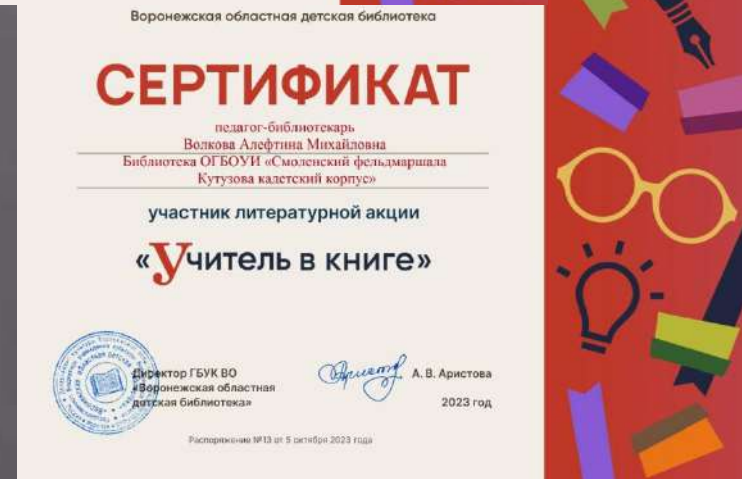 Воронежская областная детская библиотека
СЕРТИФИКАТ
педагог-библиотекарь
Волкова Алефтина Михайловна
Библиотека ОГБОУИ «Смоленский фельдмаршала
Кутузова кадетский корпус»
участник литературной акции
«Учитель в книге»
Директор ГБУК ВО
«Воронежская областная
детская библиотека»
А. В. Аристова
2023 год
Распоряжение №13 от 5 октября 2023 года